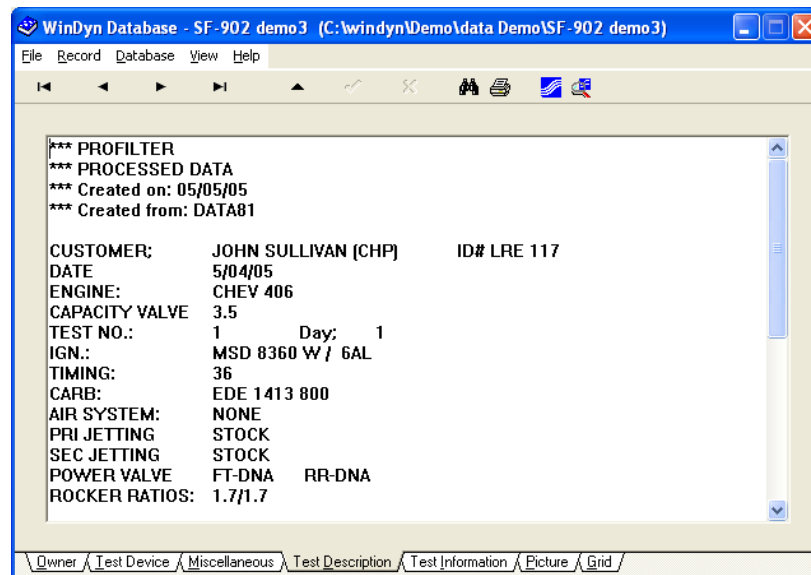 WinDyn Database - SF-902 demo3 (C:\windyn\Demo\data Demo\SF-902 demo3)
File Record Database View Help
*** PROFILTER
*** PROCESSED DATA
*** Created on: 05/05/05
*** Created from: DATA81
CUSTOMER; JOHN SULLIVAN (CHP) ID# LRE 117
DATE 5/04/05
ENGINE: CHEV 406
CAPACITY VALVE 3.5
TEST NO.: 1 Day; 1
IGN.: MSD 8360 W / 6AL
TIMING: 36
CARB: EDE 1413 800
AIR SYSTEM: NONE
PRI JETTING STOCK
SEC JETTING STOCK
POWER VALVE FT-DNA RR-DNA
ROCKER RATIOS: 1.7/1.7
Owner Test Device Miscellaneous Test Description Test Information Picture Grid